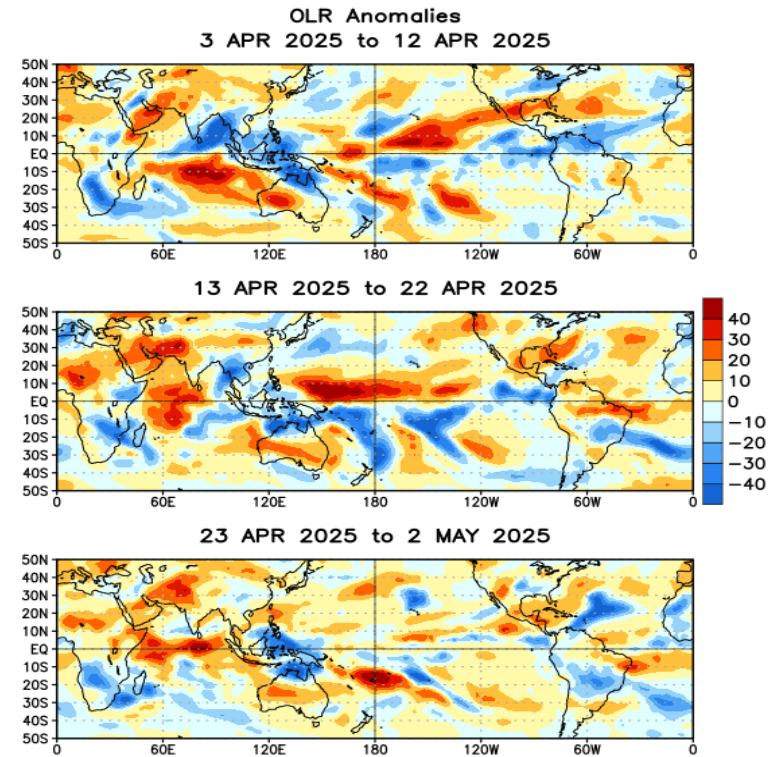 OLR Anomalies
3 APR 2025 to 12 APR 2025
50N
40N
30N
20N
10N
EQ
10S
20S
30S
40S
50S
0 60E 120E 180 120W 60W 0
13 APR 2025 to 22 APR 2025
50N
40N
30N
20N
10N
EQ
10S
20S
30S
40S
50S
0 60E 120E 180 120W 60W 0
40
30
20
10
0
−10
−20
−30
−40
23 APR 2025 to 2 MAY 2025
50N
40N
30N
20N
10N
EQ
10S
20S
30S
40S
50S
0 60E 120E 180 120W 60W 0